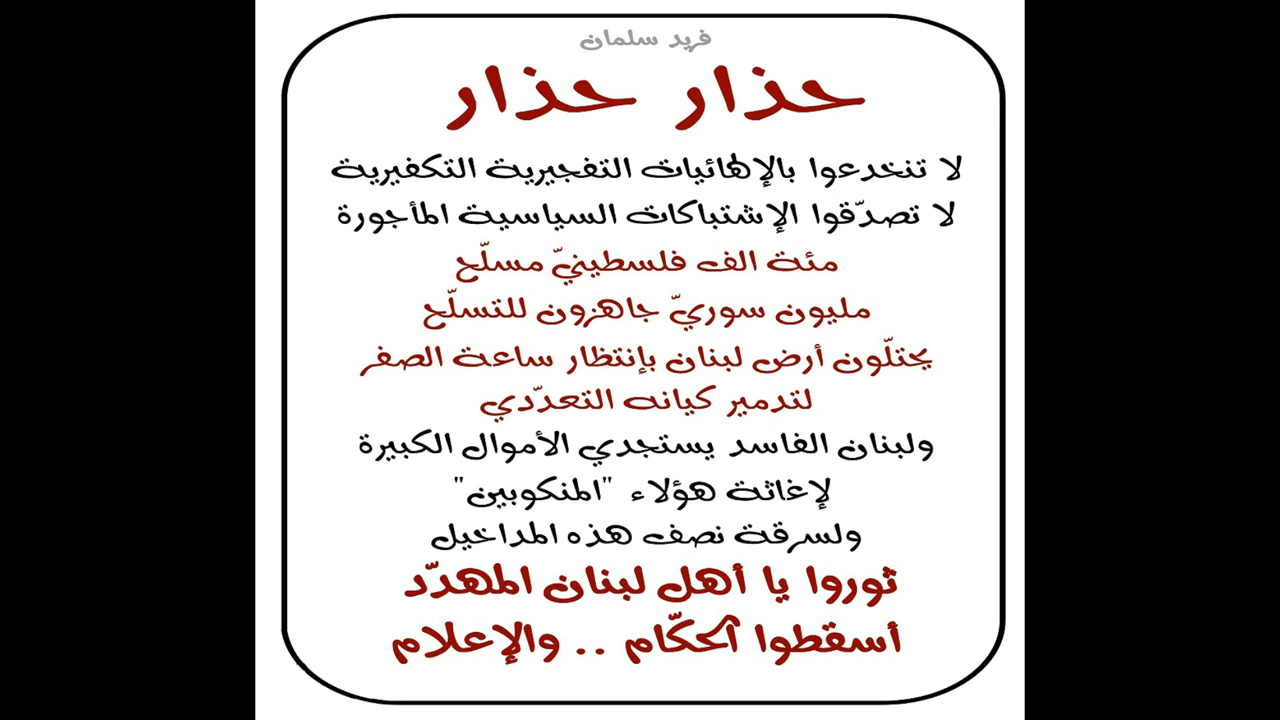 فريد سلمان
حذار حذار
لا تنخدعوا بالإلهائيات التفجيرية التكفيرية
لا تصدّقوا الإشتباكات السياسية المأجورة
مئة الف فلسطينيّ مسلّح
مليون سوريّ جاهزون للتسلّح
يحتلّون أرض لبنان بإنتظار ساعة الصفر
لتدمير كيانه التعدّدي
ولبنان الفاسد يستجدي الأموال الكبيرة
لإغاثة هؤلاء "المنكوبين"
ولسرقة نصف هذه المداخيل
ثوروا يا أهل لبنان المهدّد
أسقطوا الحكّام .. والإعلام